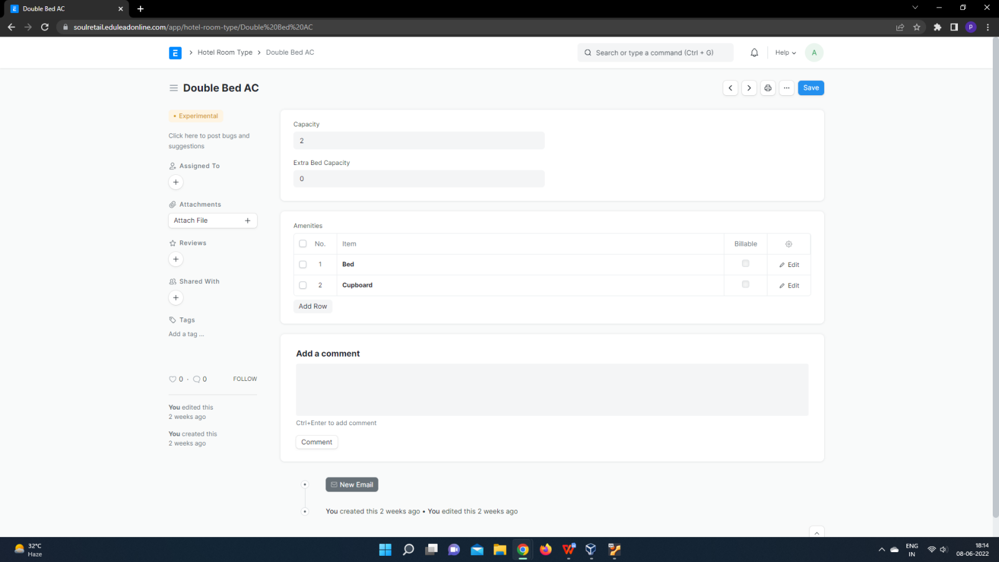 Double Bed AC
soulretail.eduleadonline.com/app/hotel-room-type/Double%20Bed%20AC
P
E
Hotel Room Type
Double Bed AC
Search or type a command (Ctrl + G)
Help
A
Double Bed AC
Save
Experimental
Click here to post bugs and
suggestions
Assigned To
Attachments
Attach File
Reviews
Shared With
Tags
Add a tag ...
0 · 0
FOLLOW
You edited this
2 weeks ago
You created this
2 weeks ago
Capacity
2
Extra Bed Capacity
0
Amenities
No. Item Billable
1 Bed Edit
2 Cupboard Edit
Add Row
Add a comment
Ctrl+Enter to add comment
Comment
New Email
You created this 2 weeks ago • You edited this 2 weeks ago
32°C
Haze
ENG
IN
18:14
08-06-2022